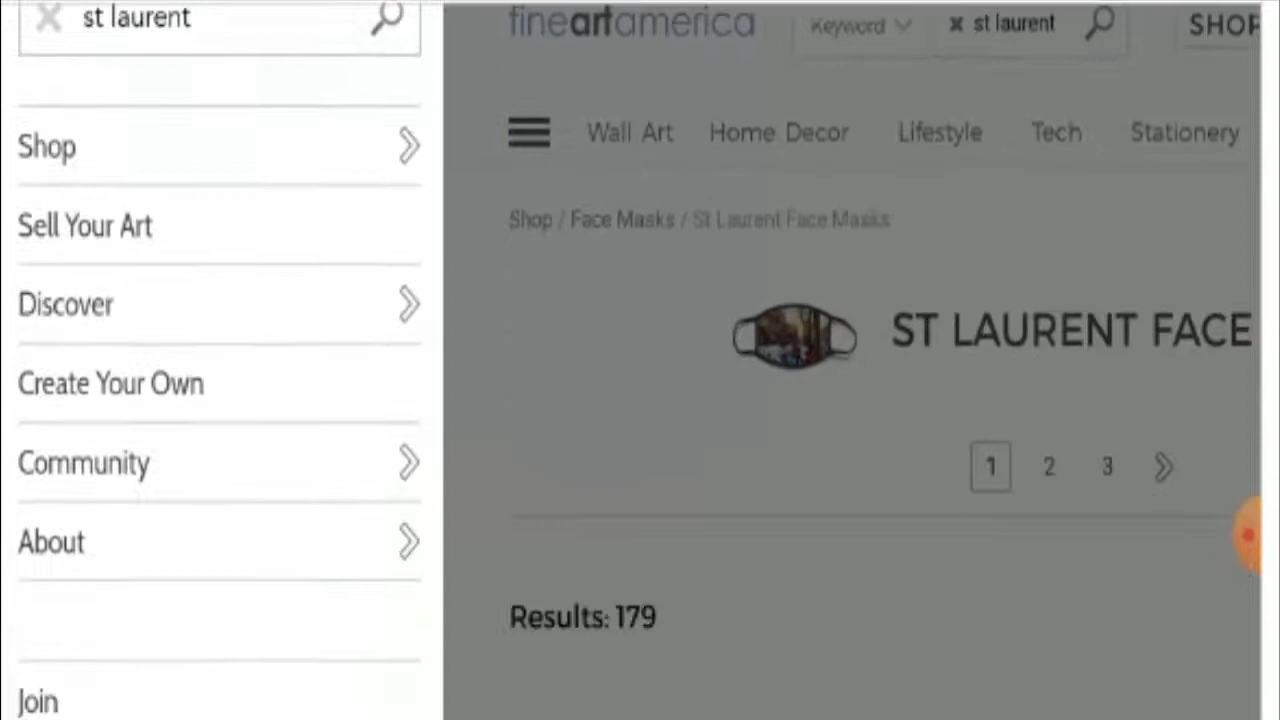 st laurent
Shop
Sell Your Art
Discover
Create Your Own
Community
About
Join
fineartamerica
Keyword
st laurent
SHOP
Wall Art Home Decor Lifestyle Tech Stationery
Shop / Face Masks / St Laurent Face Masks
ST LAURENT FACE
1 2 3
Results: 179